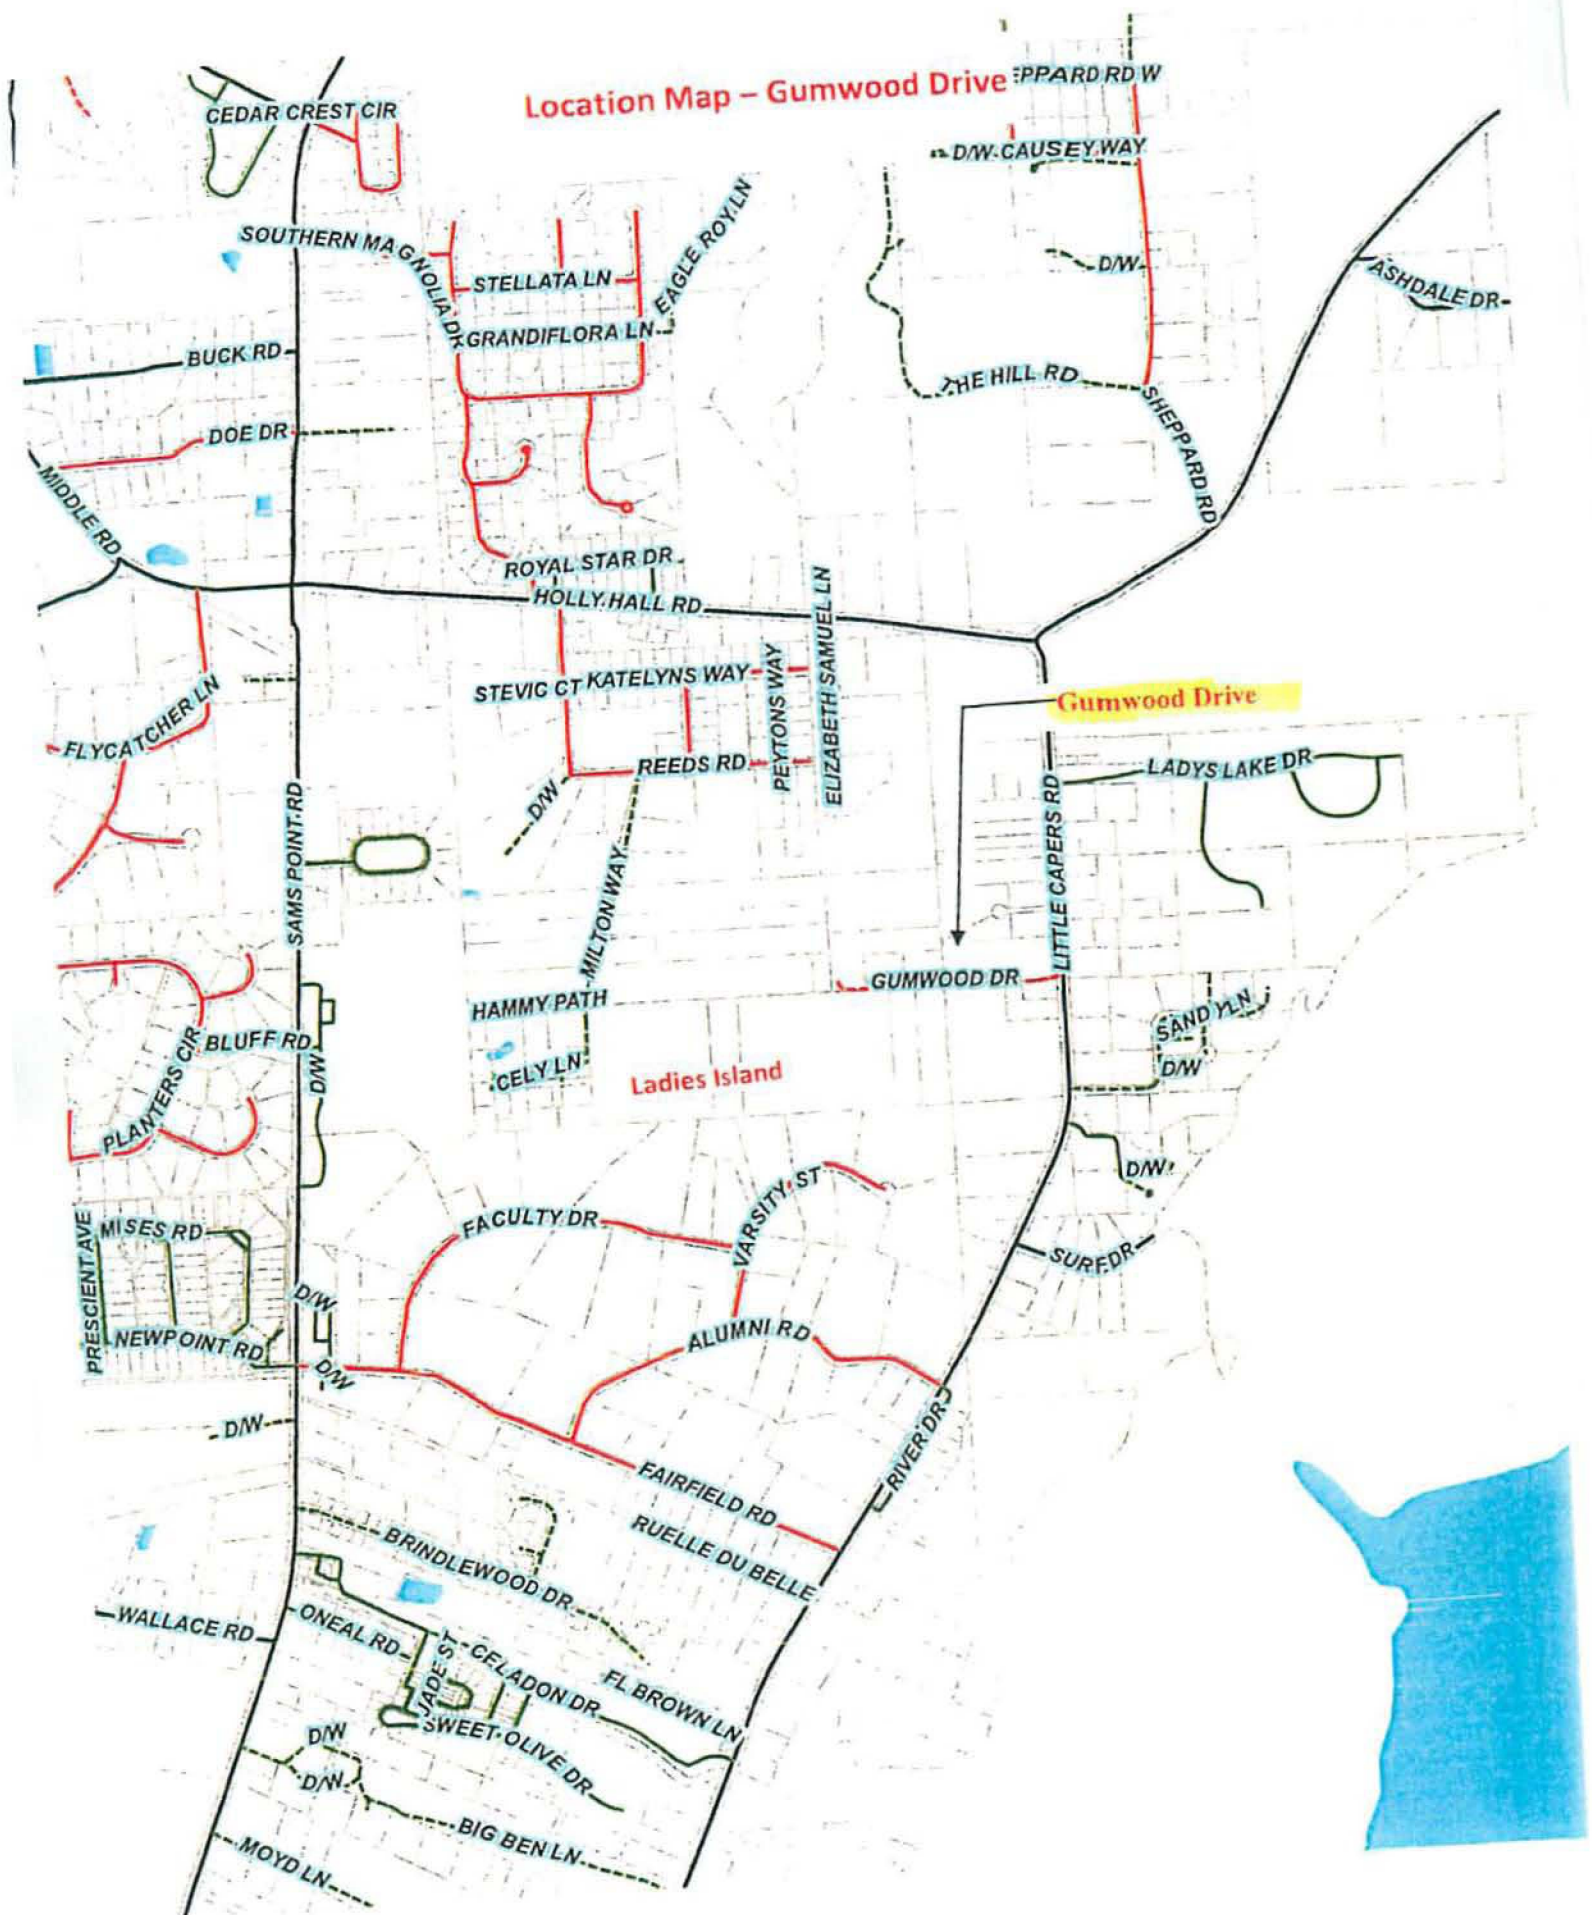 Location Map – Gumwood Drive
EPPARD RD W
CEDAR CREST CIR
D/W
CAUSEY WAY
SOUTHERN MAGNOLIA DR
EAGLE ROY LN
D/W
ASHDALE DR
STELLATA LN
GRANDIFLORA LN
BUCK RD
THE HILL RD
SHEPPARD RD
DOE DR
MIDDLE RD
ROYAL STAR DR
HOLLY HALL RD
ELIZABETH SAMUEL LN
PEYTONS WAY
STEVIC CT
KATELYNS WAY
Gumwood Drive
FLYCATCHER LN
REEDS RD
LADYS LAKE DR
D/W
SAMS POINT RD
LITTLE CAPERS RD
MILTON WAY
GUMWOOD DR
HAMMY PATH
SANDY LN
BLUFF RD
D/W
PLANTERS CIR
CELY LN
Ladies Island
D/W
D/W
VARSITY ST
FACULTY DR
MISES RD
PRESCIENT AVE
SURF DR
D/W
NEWPOINT RD
ALUMNI RD
D/W
D/W
RIVER DR
FAIRFIELD RD
RUELLE DU BELLE
BRINDLEWOOD DR
WALLACE RD
ONEAL RD
JADE ST
CELADON DR
FL BROWN LN
SWEET OLIVE DR
D/W
D/W
BIG BEN LN
MOYD LN